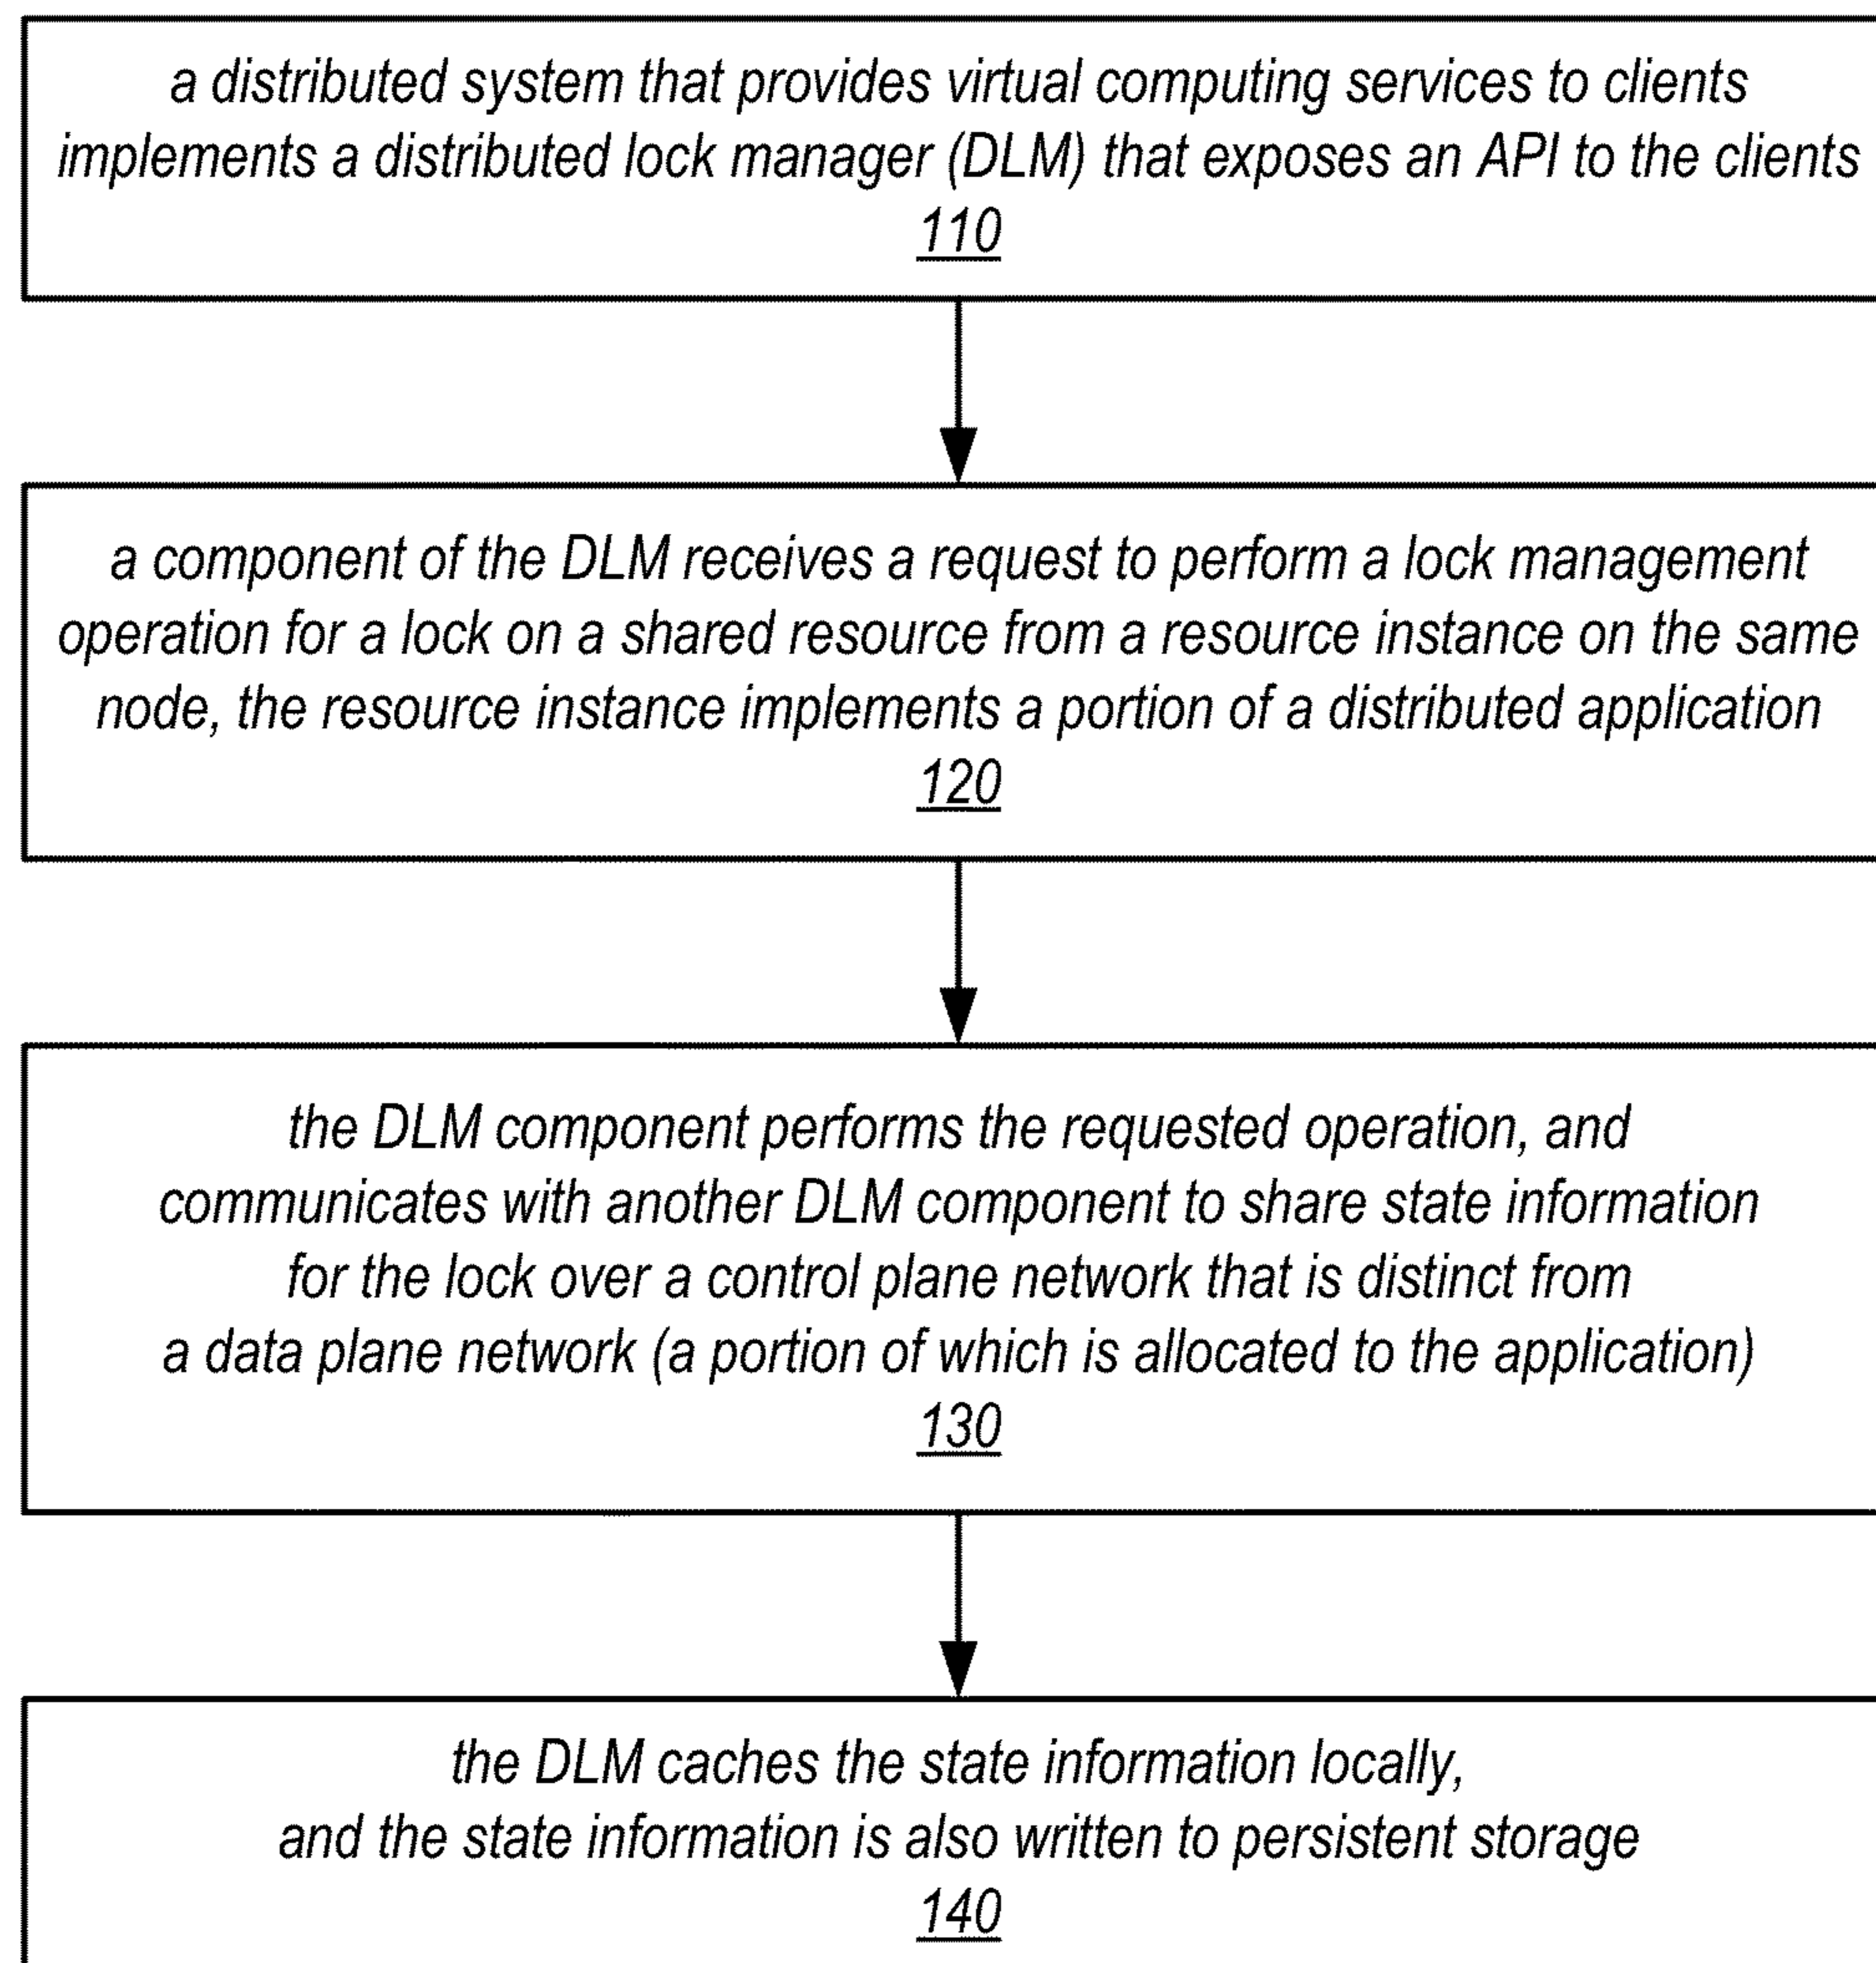 a distributed system that provides virtual computing services to clients
implements a distributed lock manager (DLM) that exposes an API to the clients
110
a component of the DLM receives a request to perform a lock management
operation for a lock on a shared resource from a resource instance on the same
node, the resource instance implements a portion of a distributed application
120
the DLM component performs the requested operation, and
communicates with another DLM component to share state information
for the lock over a control plane network that is distinct from
a data plane network (a portion of which is allocated to the application)
130
the DLM caches the state information locally,
and the state information is also written to persistent storage
140